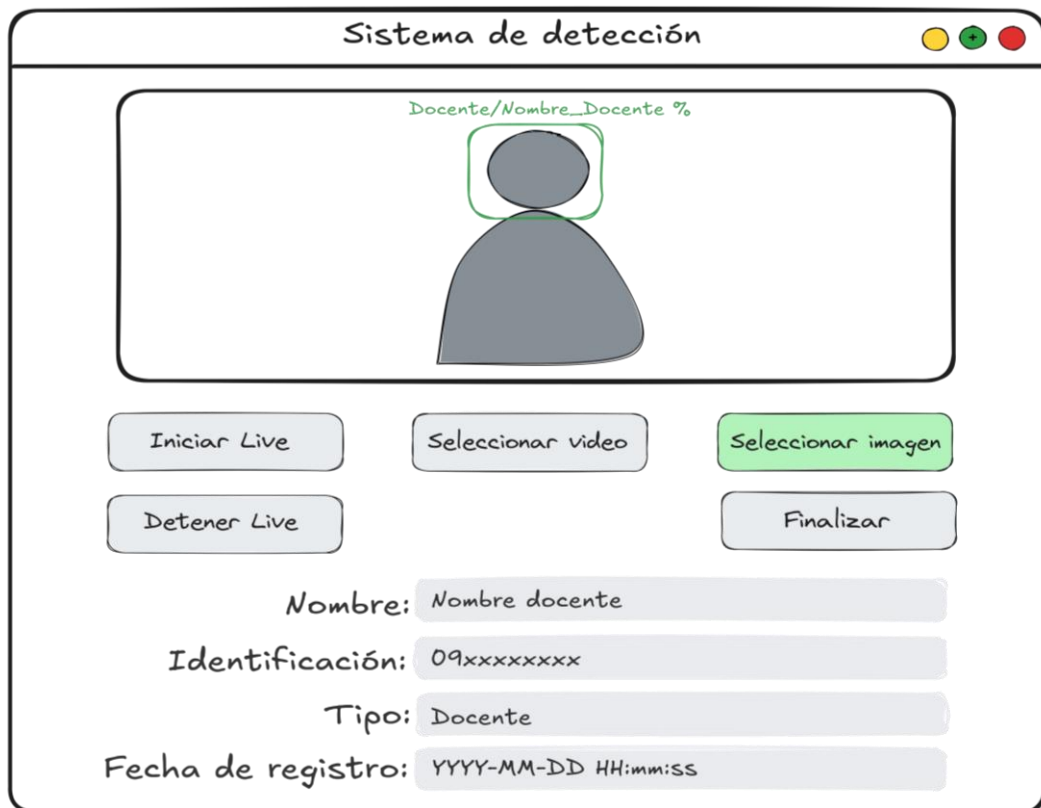 Sistema de detección
Docente/Nombre_Docente %
Iniciar Live
Seleccionar video
Seleccionar imagen
Detener Live
Finalizar
Nombre: Nombre docente
Identificación: 09xxxxxxxx
Tipo: Docente
Fecha de registro: YYYY-MM-DD HH:mm:ss